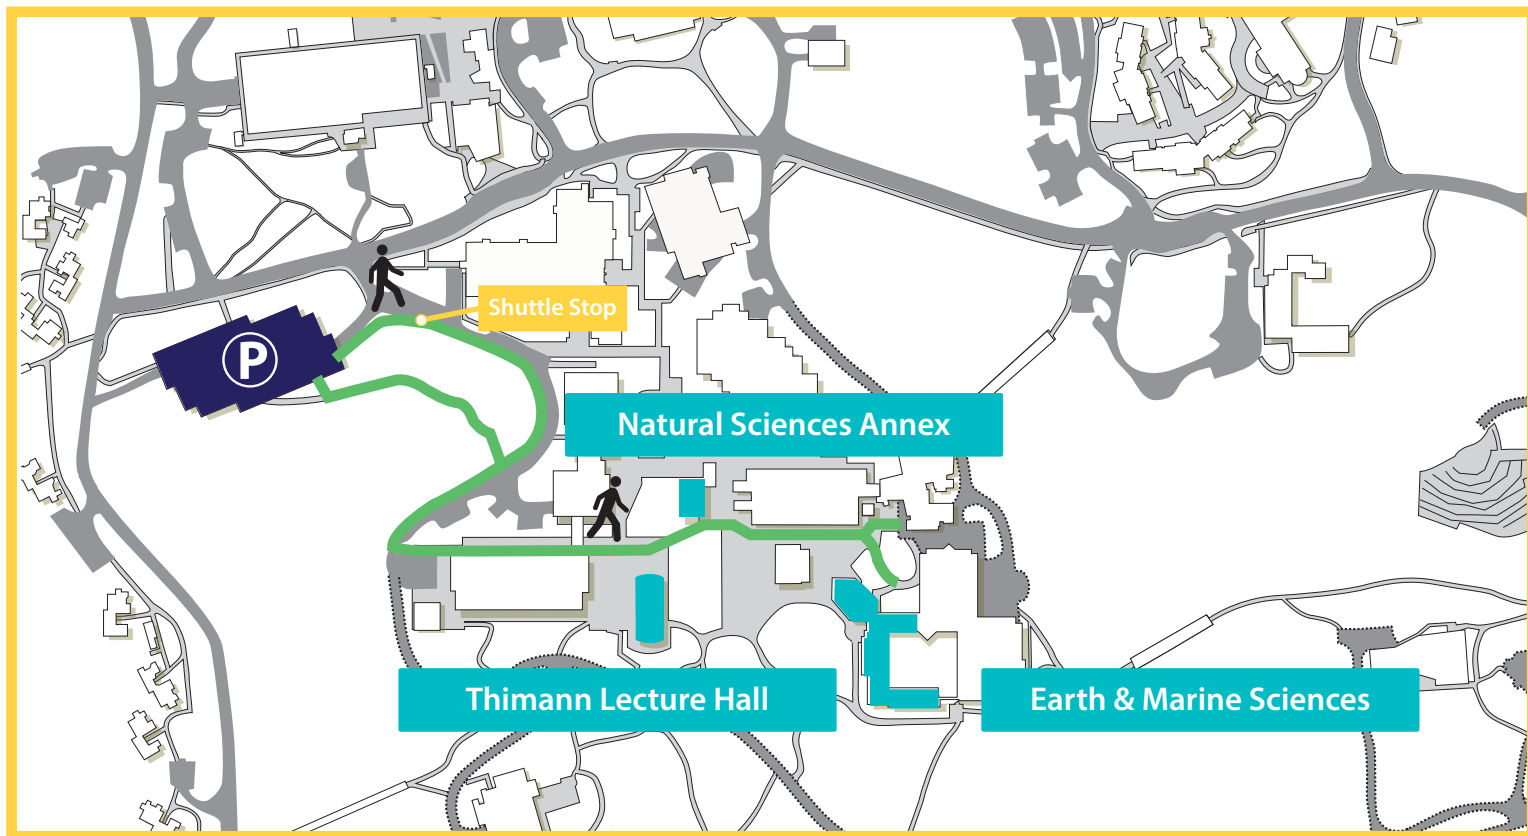 Shuttle Stop
P
Natural Sciences Annex
Thimann Lecture Hall
Earth & Marine Sciences